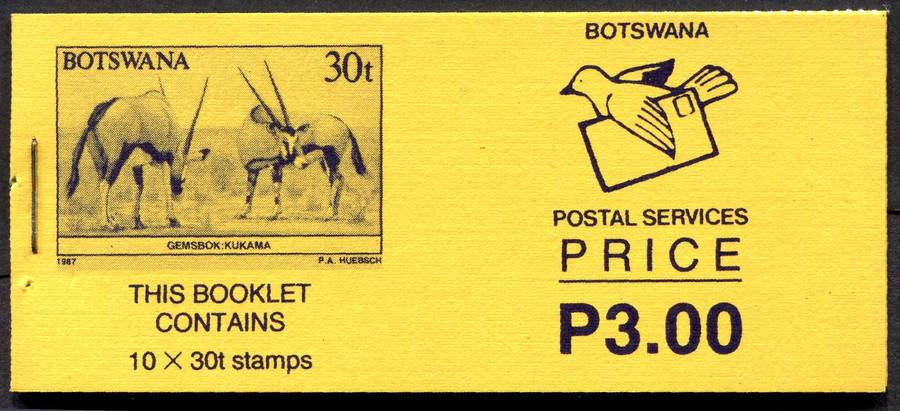 BOTSWANA 30t
GEMSBOK:KUKAMA
1987 P.A. HUEBSCH
THIS BOOKLET
CONTAINS
10 × 30t stamps
BOTSWANA
POSTAL SERVICES
PRICE
P3.00